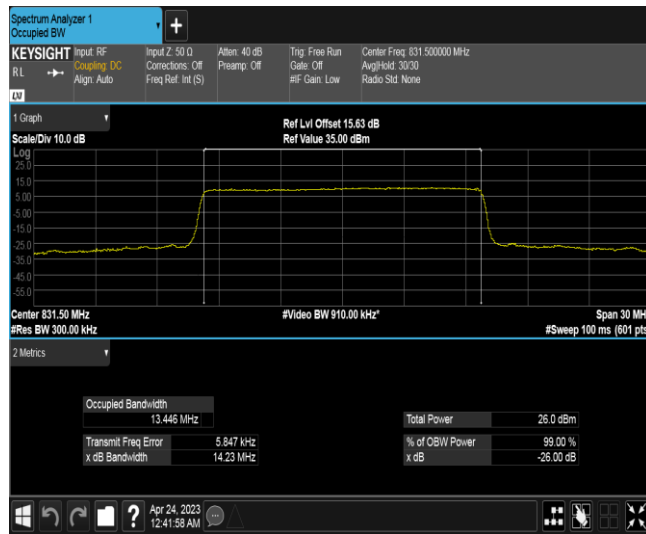 Spectrum Analyzer 1
Occupied BW
KEYSIGHT
RL
LXI
Input: RF
Coupling: DC
Align: Auto
Input Z: 50 Ω
Corrections: Off
Freq Ref: Int (S)
Atten: 40 dB
Preamp: Off
Trig: Free Run
Gate: Off
#IF Gain: Low
Center Freq: 831.500000 MHz
Avg|Hold: 30/30
Radio Std: None
1 Graph
Scale/Div 10.0 dB
Ref Lvl Offset 15.63 dB
Ref Value 35.00 dBm
Log
25.0
15.0
5.00
-5.00
-15.0
-25.0
-35.0
-45.0
-55.0
Center 831.50 MHz
#Video BW 910.00 kHz*
Span 30 MH
#Res BW 300.00 kHz
#Sweep 100 ms (601 pts
2 Metrics
Occupied Bandwidth
13.446 MHz
Total Power 26.0 dBm
Transmit Freq Error 5.847 kHz
% of OBW Power 99.00 %
x dB Bandwidth 14.23 MHz
x dB -26.00 dB
?
Apr 24, 2023
12:41:58 AM